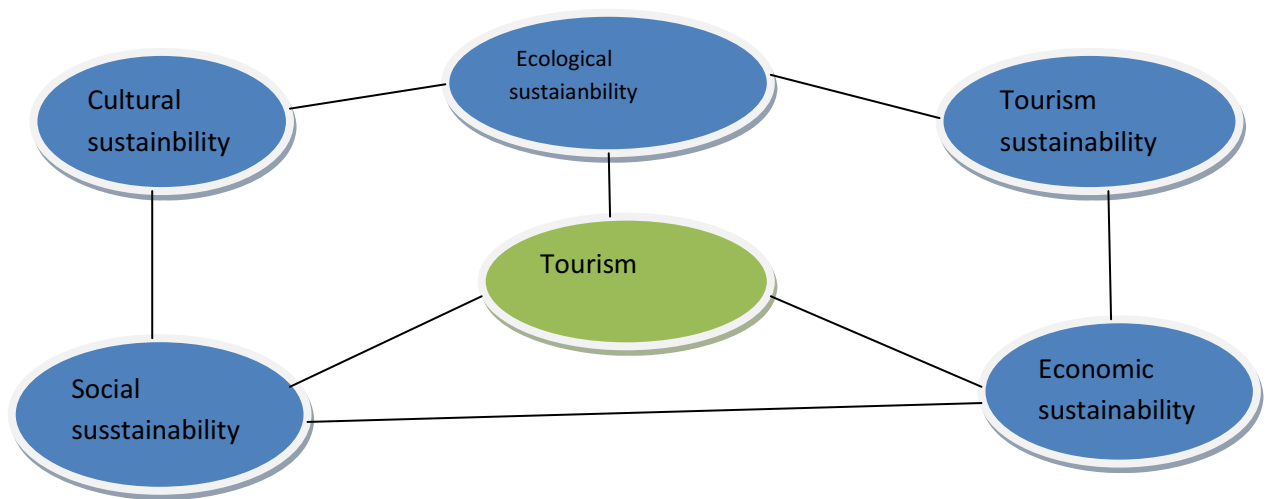 Ecological
sustaianbility
Cultural
sustainbility
Tourism
sustainability
Tourism
Social
susstainability
Economic
sustainability